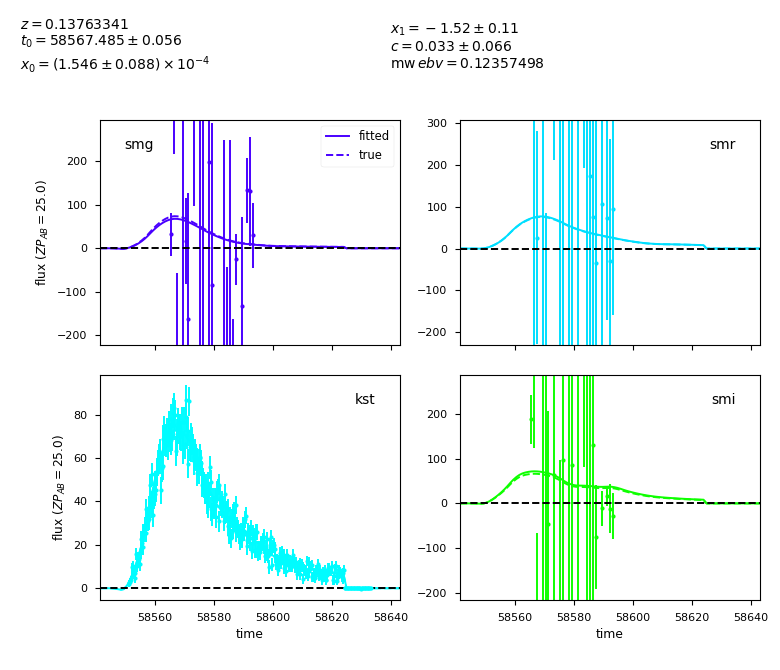 z = 0.13763341
t₀ = 58567.485 ± 0.056
x₀ = (1.546 ± 0.088) × 10⁻⁴
x₁ = −1.52 ± 0.11
c = 0.033 ± 0.066
mw ebv = 0.12357498
smg
fitted
true
flux (ZP_AB = 25.0)
200
100
0
−100
−200
smr
300
200
100
0
−100
−200
kst
flux (ZP_AB = 25.0)
80
60
40
20
0
58560 58580 58600 58620 58640
time
smi
200
100
0
−100
−200
58560 58580 58600 58620 58640
time